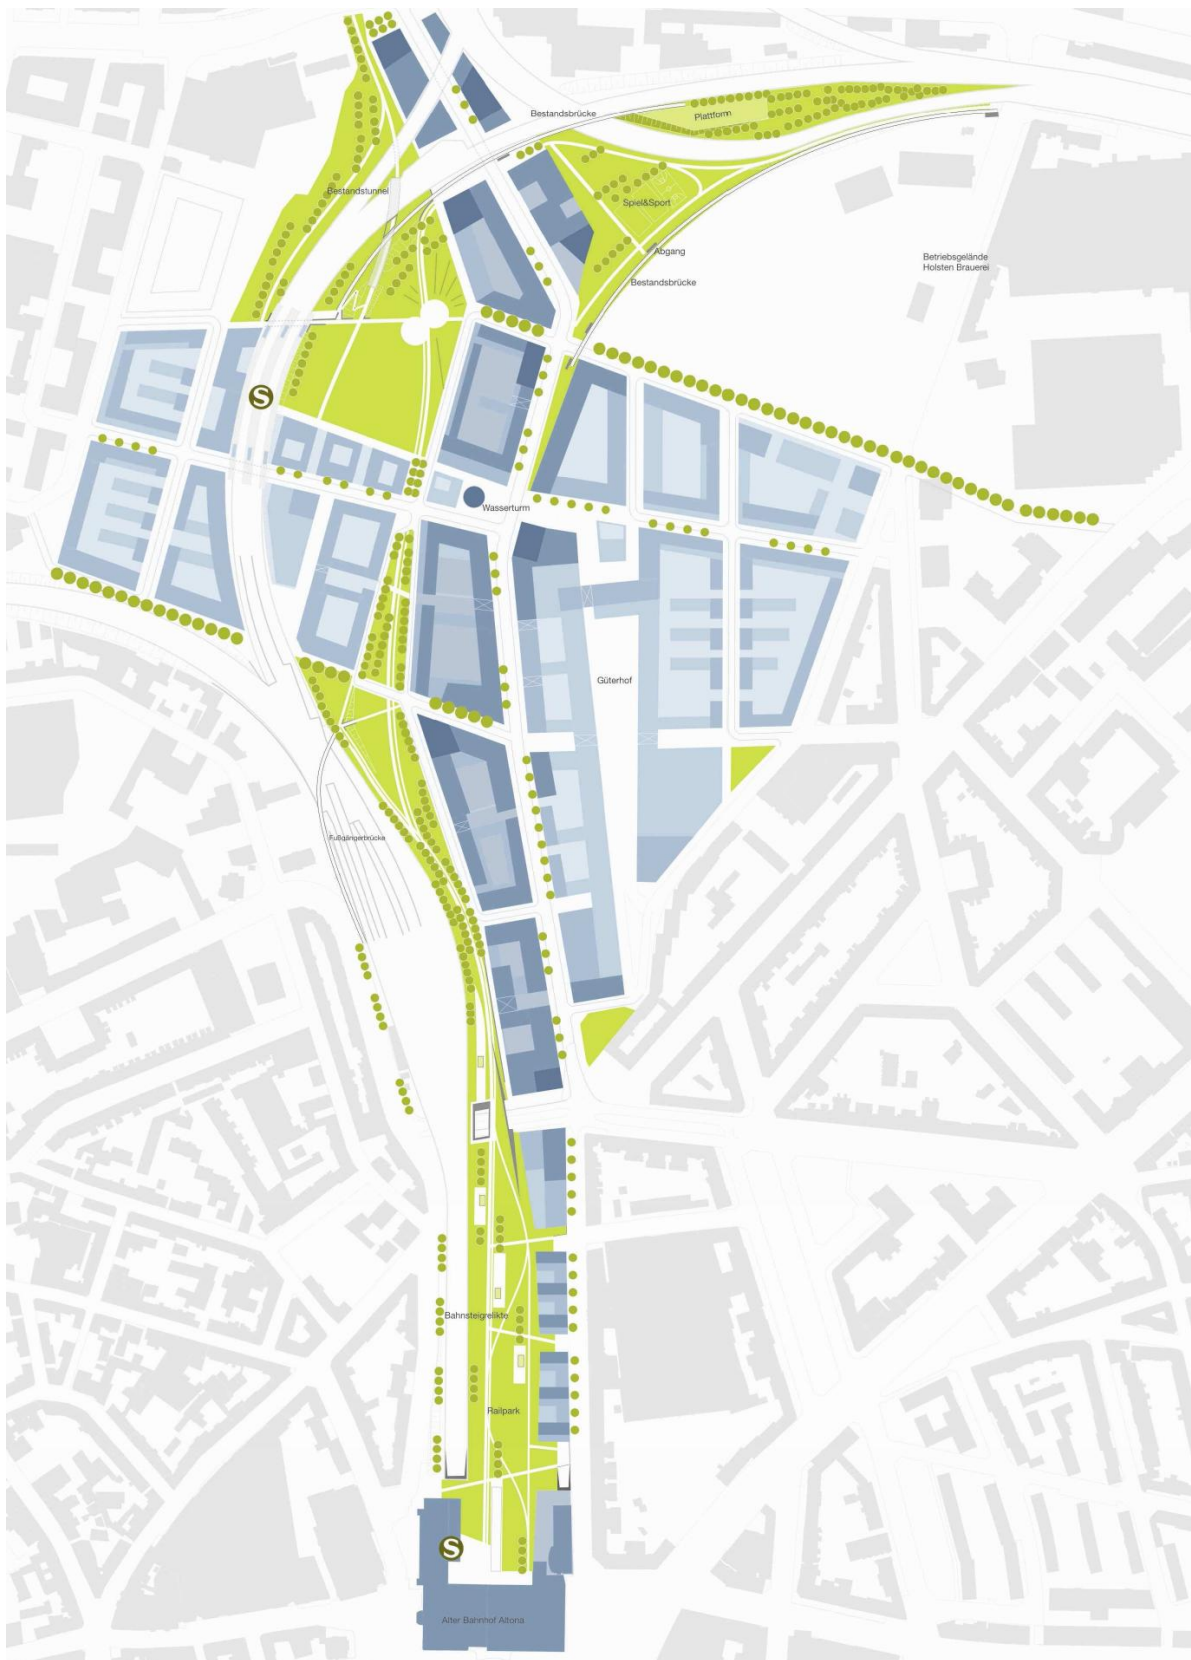 Bestandsbrücke
Plattform
Bestandstunnel
Spiel&Sport
Abgang
Betriebsgelände
Holsten Brauerei
Bestandsbrücke
S
Wasserturm
Güterhof
Fußgängerbrücke
Bahnsteigrelikte
Railpark
S
Alter Bahnhof Altona